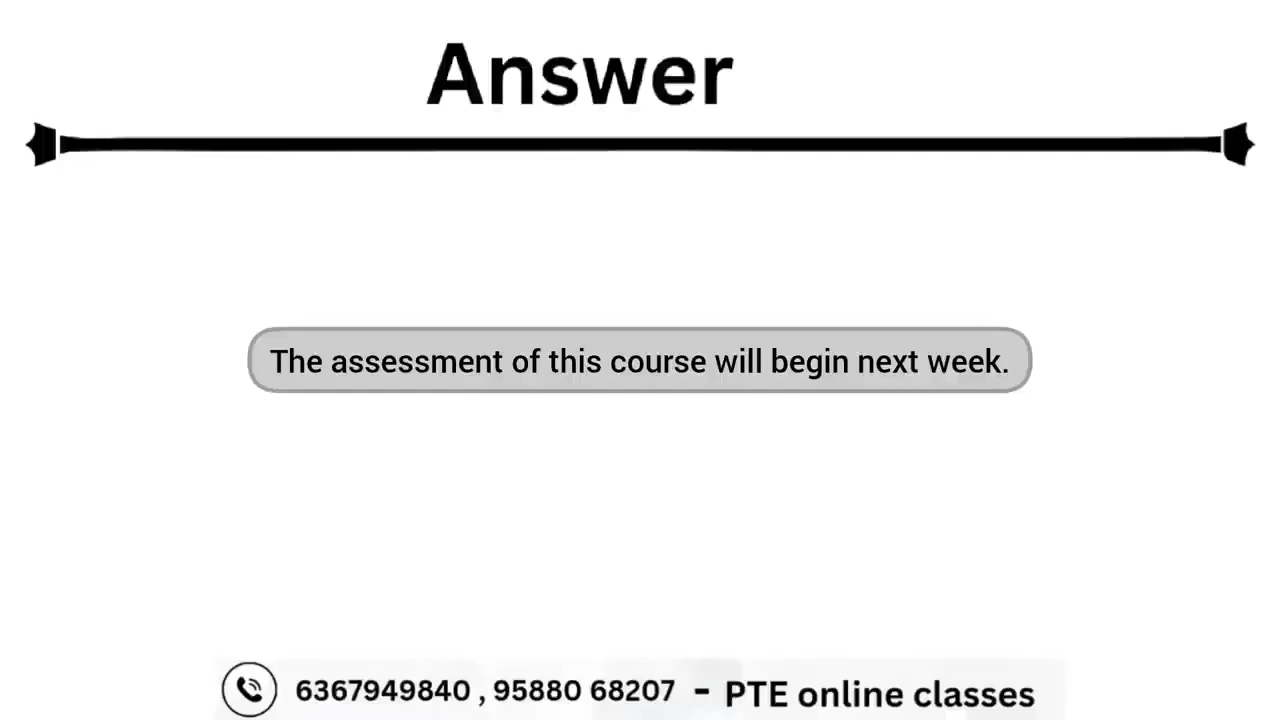 Answer
The assessment of this course will begin next week.
6367949840 , 95880 68207 - PTE online classes